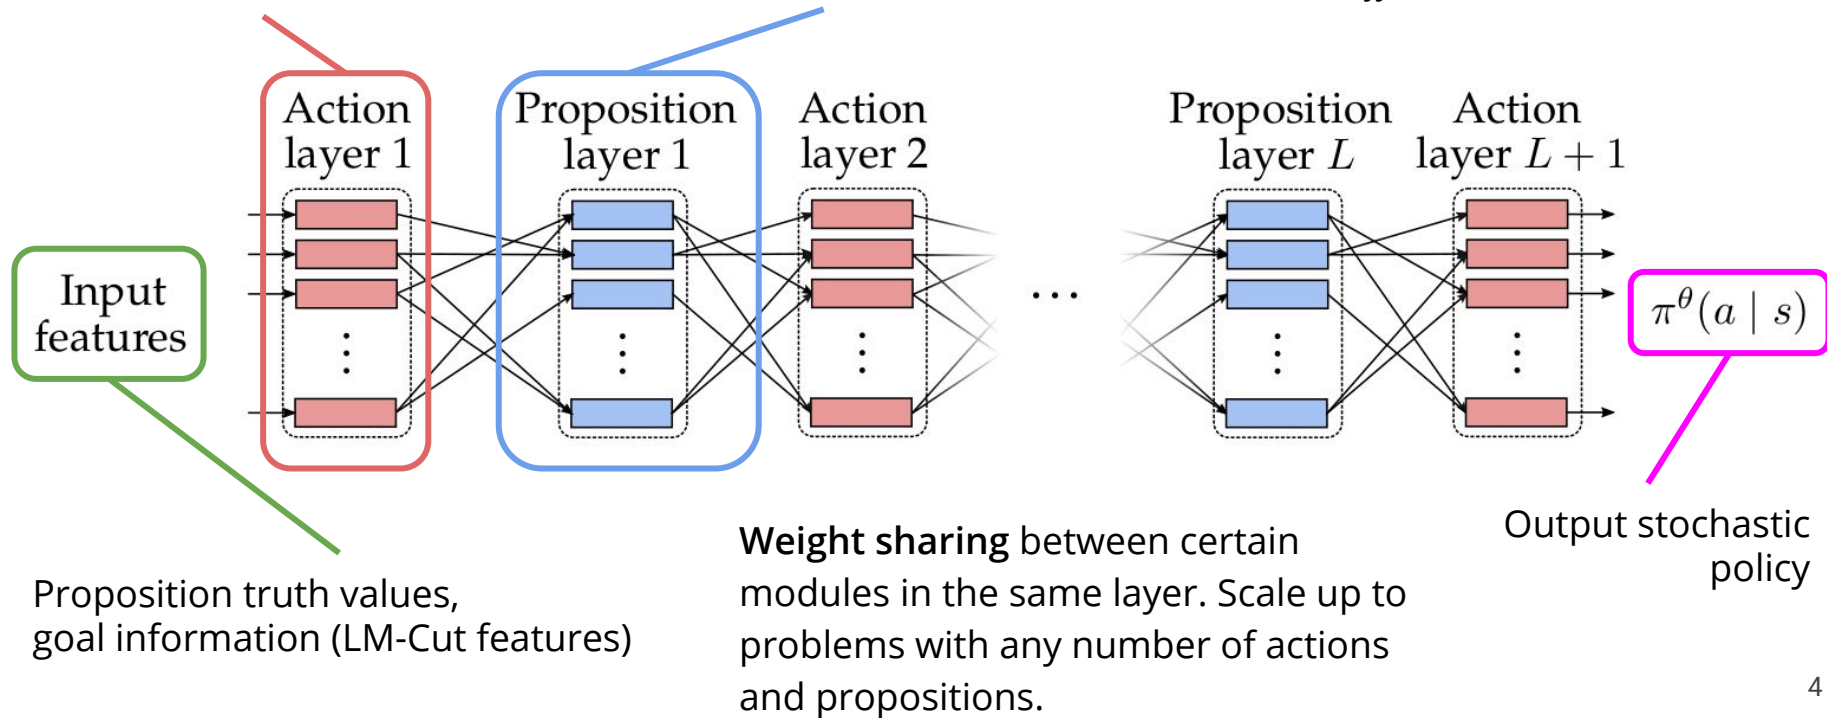 Action
layer 1
Proposition
layer 1
Action
layer 2
Proposition
layer L
Action
layer L + 1
Input
features
...
π^θ(a | s)
Proposition truth values,
goal information (LM-Cut features)
Weight sharing between certain
modules in the same layer. Scale up to
problems with any number of actions
and propositions.
Output stochastic
policy
4